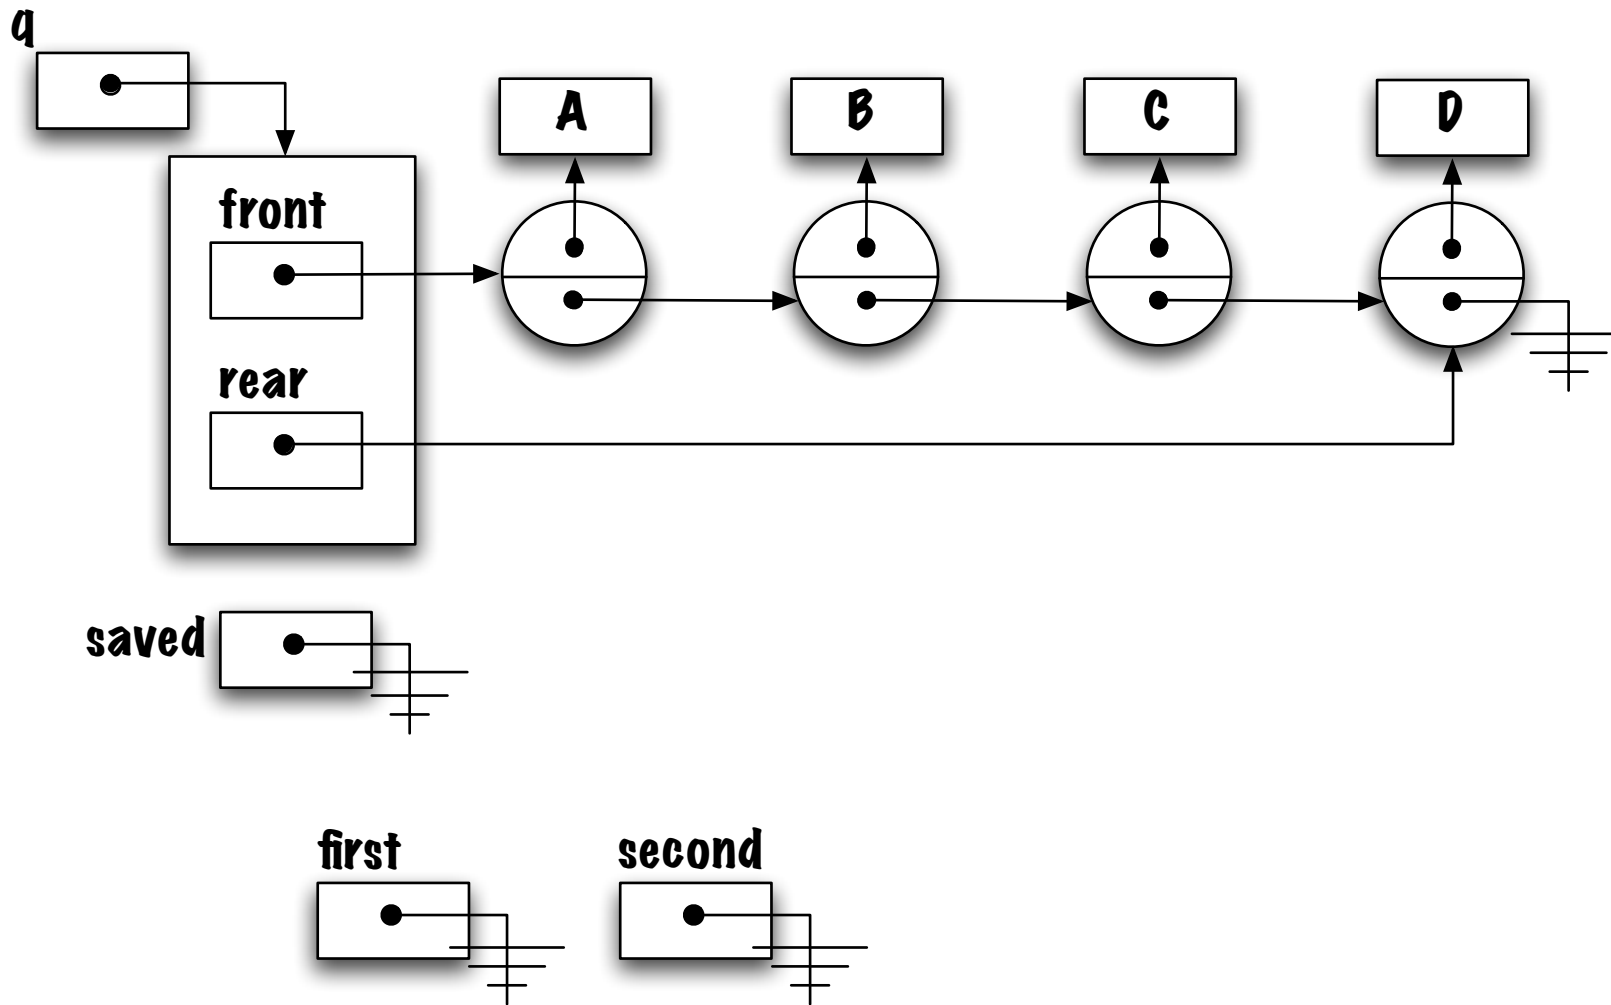 q
A
B
C
D
front
rear
saved
first
second